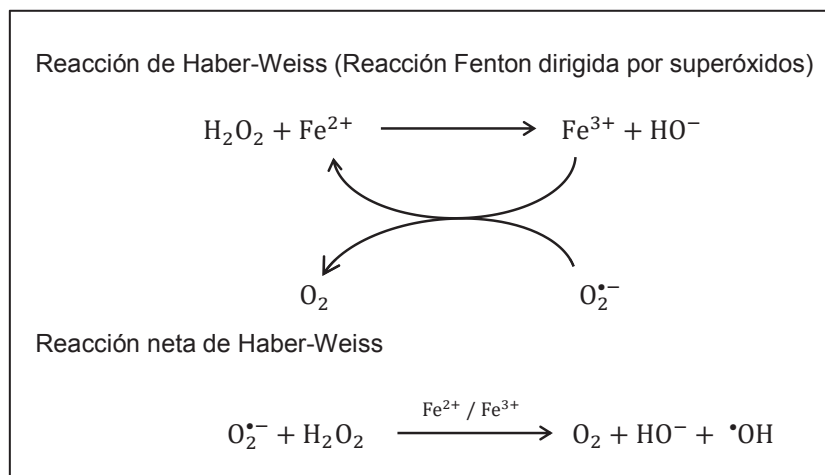 Reacción de Haber-Weiss (Reacción Fenton dirigida por superóxidos)
H₂O₂ + Fe²⁺ ⟶ Fe³⁺ + HO⁻
O₂ O₂•⁻
Reacción neta de Haber-Weiss
Fe²⁺ / Fe³⁺
O₂•⁻ + H₂O₂ ⟶ O₂ + HO⁻ + •OH